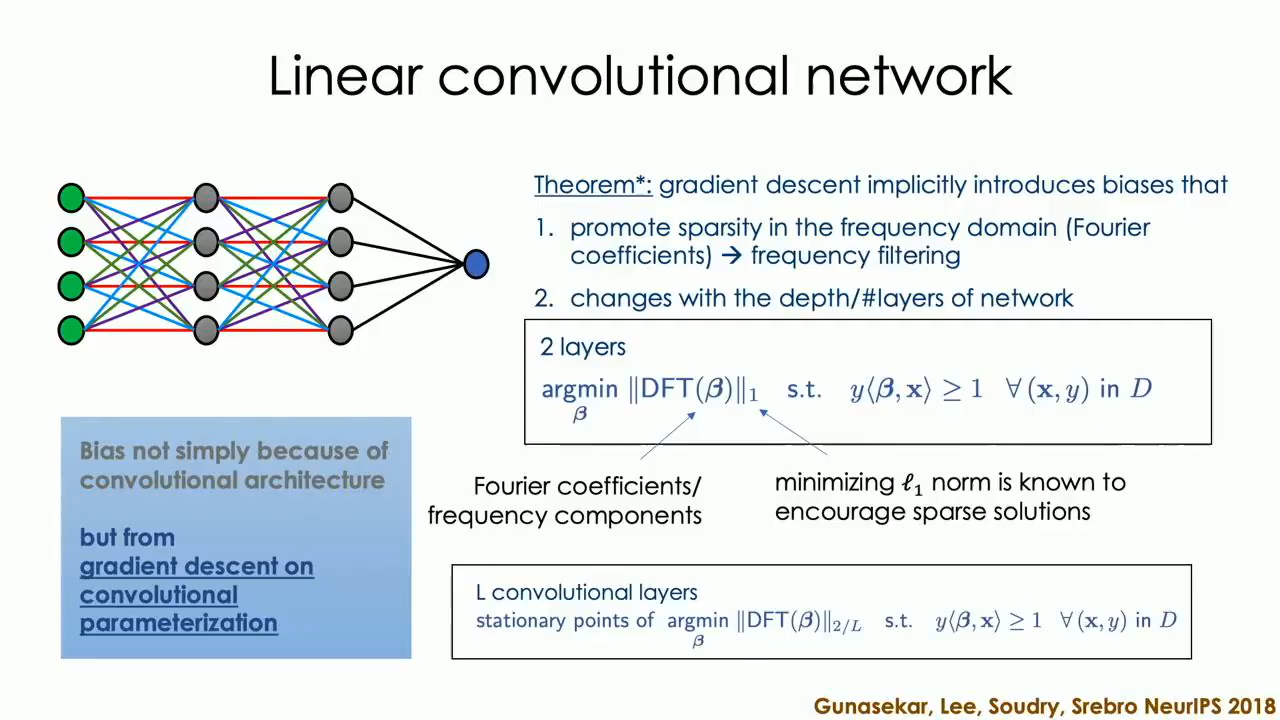 Linear convolutional network
Theorem*: gradient descent implicitly introduces biases that
1. promote sparsity in the frequency domain (Fourier
coefficients) → frequency filtering
2. changes with the depth/#layers of network
2 layers
argmin ‖DFT(β)‖₁ s.t. y⟨β, x⟩ ≥ 1 ∀ (x, y) in D
β
Fourier coefficients/
frequency components
minimizing ℓ₁ norm is known to
encourage sparse solutions
Bias not simply because of
convolutional architecture
but from
gradient descent on
convolutional
parameterization
L convolutional layers
stationary points of argmin ‖DFT(β)‖₂/L s.t. y⟨β, x⟩ ≥ 1 ∀ (x, y) in D
β
Gunasekar, Lee, Soudry, Srebro NeurIPS 2018